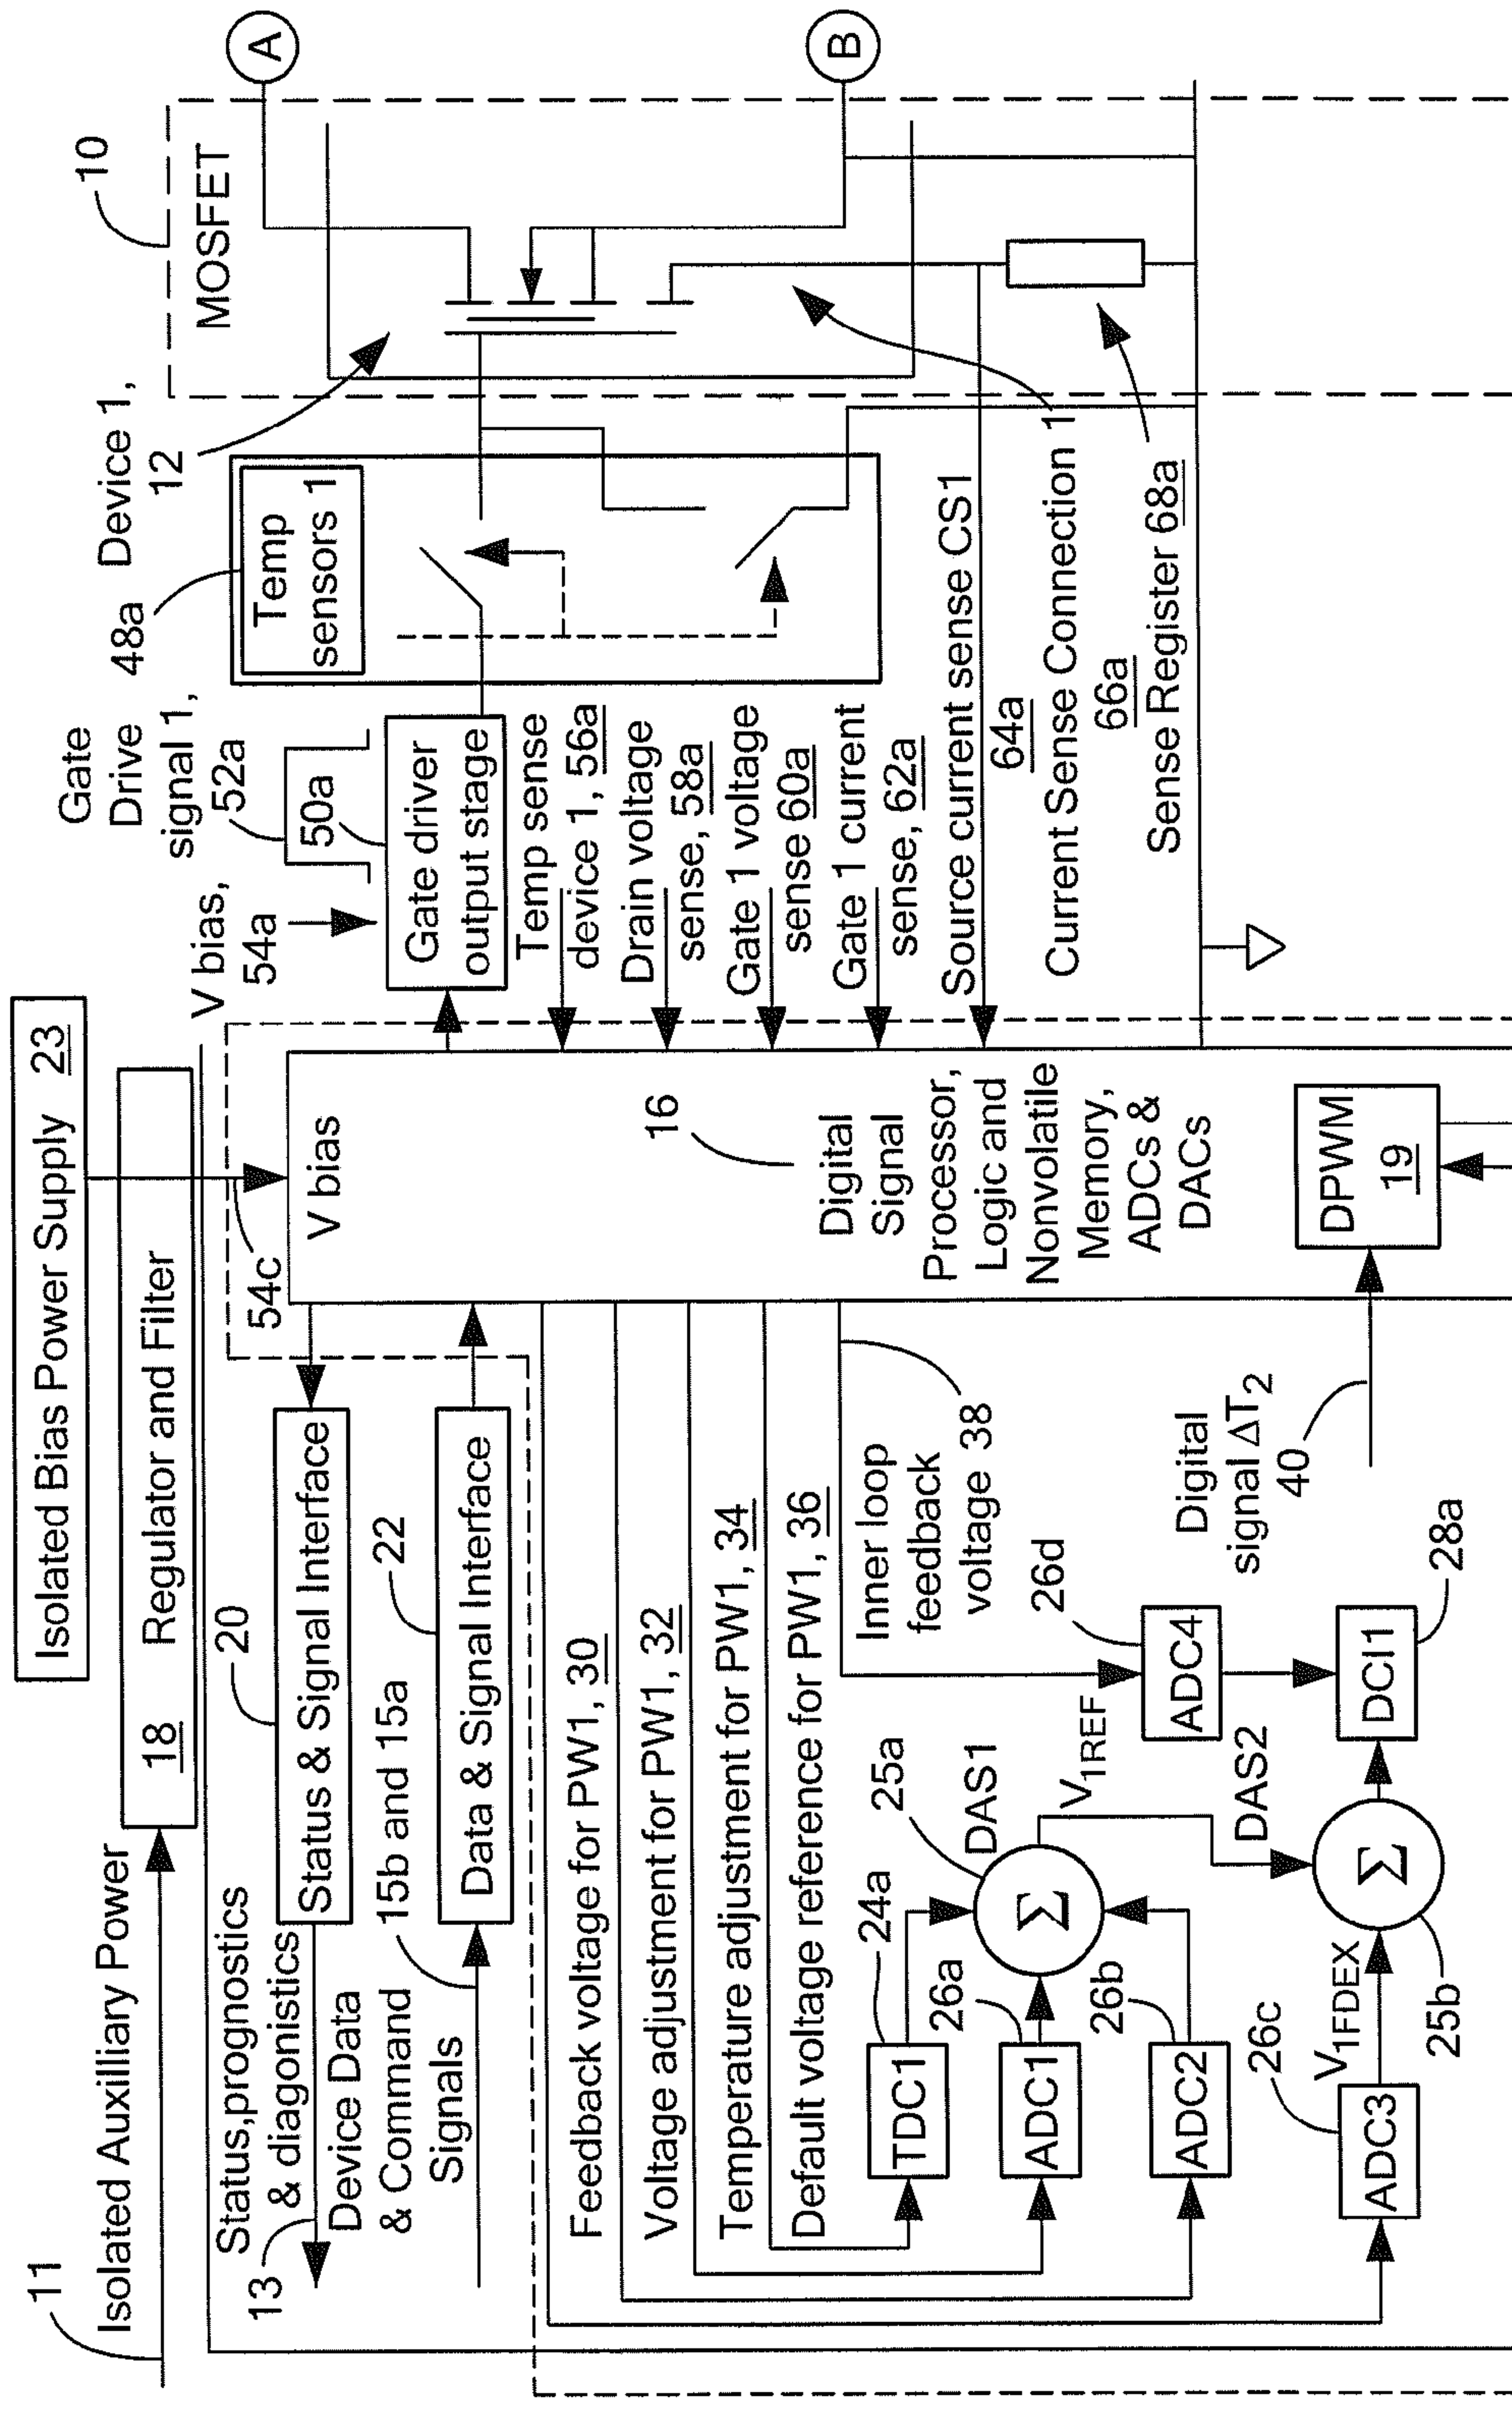 Isolated Bias Power Supply 23
11
Isolated Auxilliary Power
18 Regulator and Filter
V bias,
54a
Gate
Drive
signal 1,
52a
48a
Device 1,
12
10
MOSFET
A
B
Status,prognostics
& diagonistics
13
20
Status & Signal Interface
54c
V bias
Device Data
& Command
Signals
15b and 15a
22
Data & Signal Interface
50a
Gate driver
output stage
Temp
sensors 1
Temp sense
device 1, 56a
Drain voltage
sense, 58a
Gate 1 voltage
sense 60a
Gate 1 current
sense, 62a
Source current sense CS1
64a
Current Sense Connection 1
66a
Sense Register 68a
Feedback voltage for PW1, 30
Voltage adjustment for PW1, 32
Temperature adjustment for PW1, 34
Default voltage reference for PW1, 36
Inner loop
feedback
voltage 38
16
Digital
Signal
Processor,
Logic and
Nonvolatile
Memory,
ADCs &
DACs
TDC1
24a
25a
DAS1
ADC1
26a
Σ
V1REF
ADC2
26b
ADC4
26d
DAS2
Digital
signal ΔT2
40
DPWM
19
26c
ADC3
V1FDEX
Σ
25b
DCI1
28a